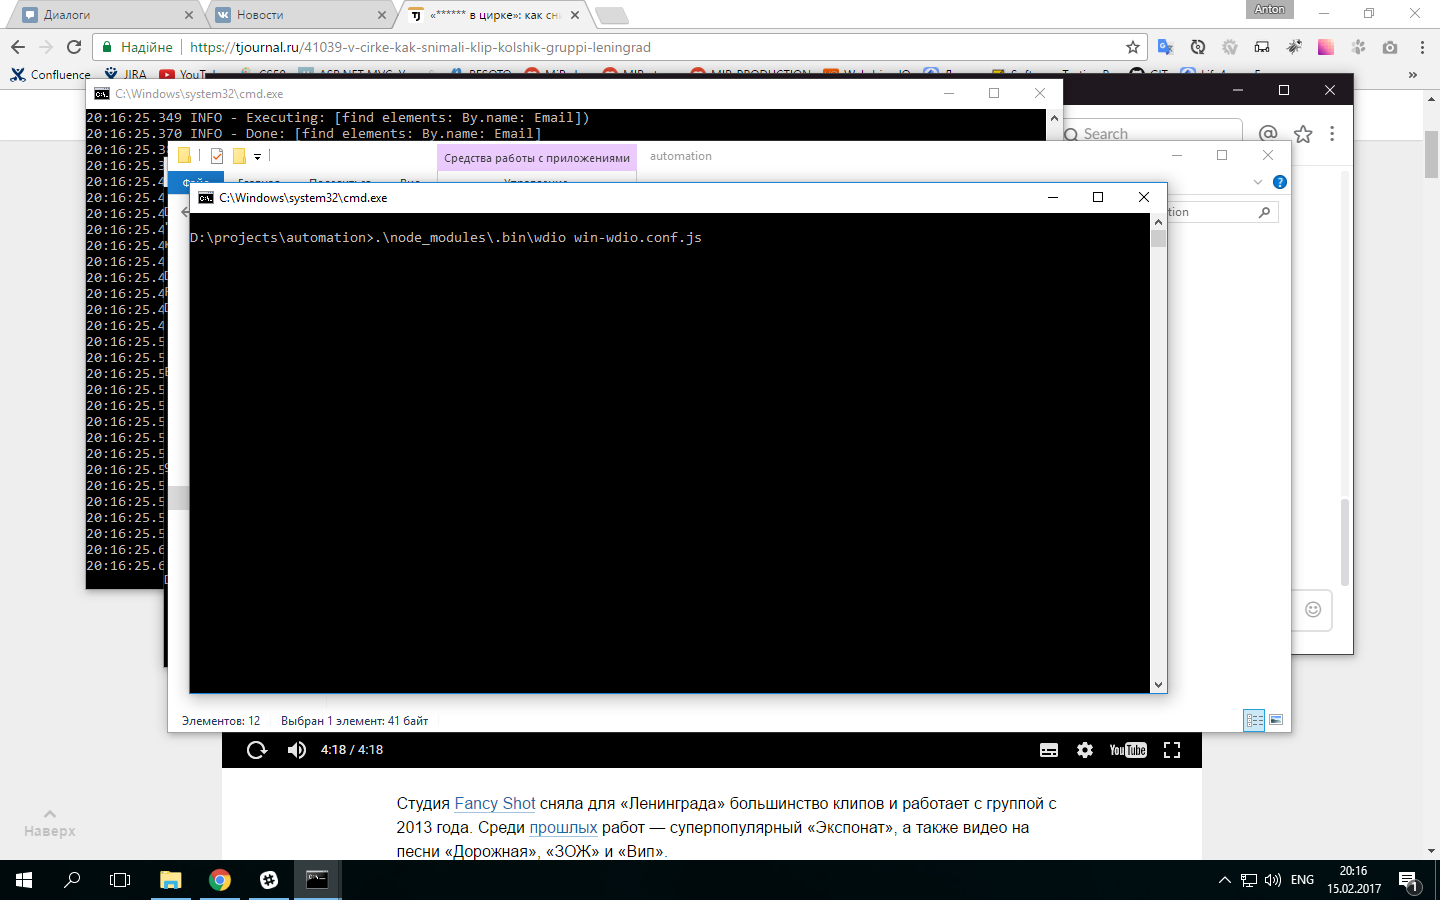 Диалоги
Новости
«****** в цирке»: как сни
Anton
Надійне
https://tjournal.ru/41039-v-cirke-kak-snimali-klip-kolshik-gruppi-leningrad
Confluence
JIRA
C:\Windows\system32\cmd.exe
20:16:25.349 INFO - Executing: [find elements: By.name: Email])
20:16:25.370 INFO - Done: [find elements: By.name: Email]
20:16:25.3
20:16:25.3
20:16:25.4
20:16:25.4
20:16:25.4
20:16:25.4
20:16:25.4
20:16:25.4
20:16:25.4
20:16:25.4
20:16:25.4
20:16:25.4
20:16:25.5
20:16:25.5
20:16:25.5
20:16:25.5
20:16:25.5
20:16:25.5
20:16:25.5
20:16:25.5
20:16:25.5
20:16:25.5
20:16:25.5
20:16:25.5
20:16:25.5
20:16:25.6
20:16:25.6
Search
Средства работы с приложениями
automation
tion
C:\Windows\system32\cmd.exe
D:\projects\automation>.\node_modules\.bin\wdio win-wdio.conf.js
Элементов: 12
Выбран 1 элемент: 41 байт
4:18 / 4:18
YouTube
Студия Fancy Shot сняла для «Ленинграда» большинство клипов и работает с группой с
2013 года. Среди прошлых работ — суперпопулярный «Экспонат», а также видео на
песни «Дорожная», «ЗОЖ» и «Вип».
Наверх
ENG
20:16
15.02.2017
1